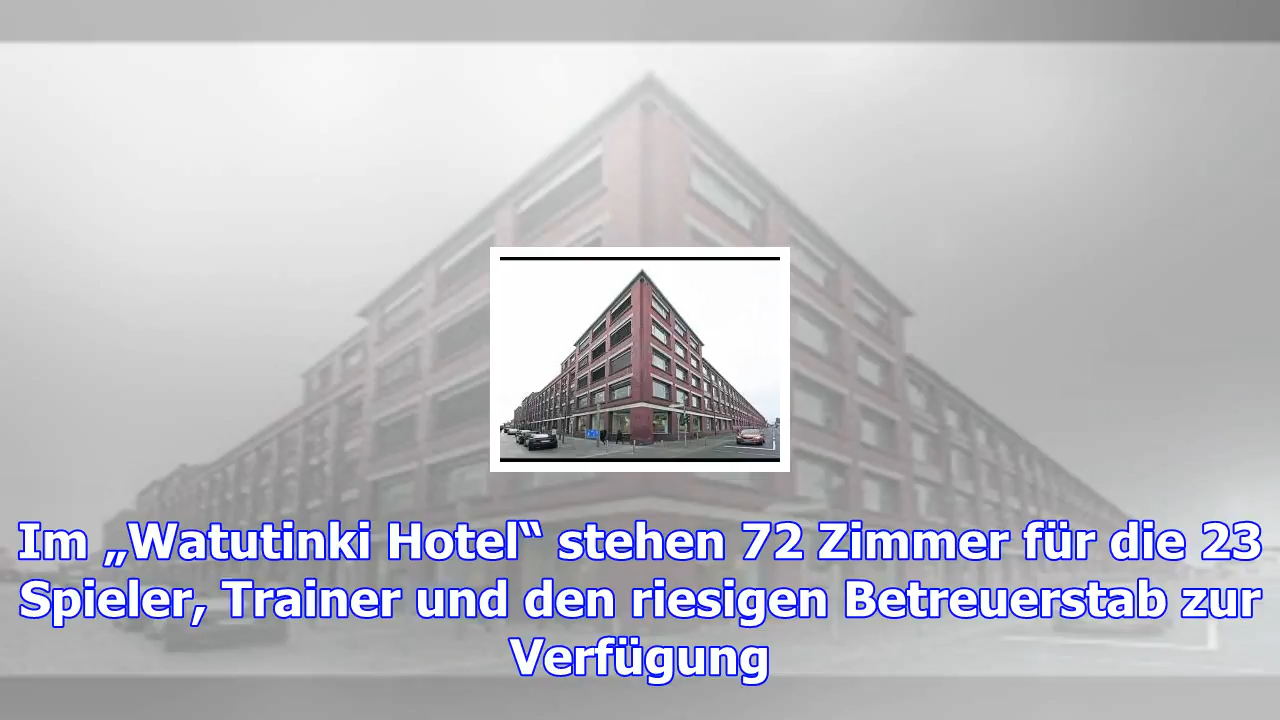 Im „Watutinki Hotel“ stehen 72 Zimmer für die 23
Spieler, Trainer und den riesigen Betreuerstab zur
Verfügung